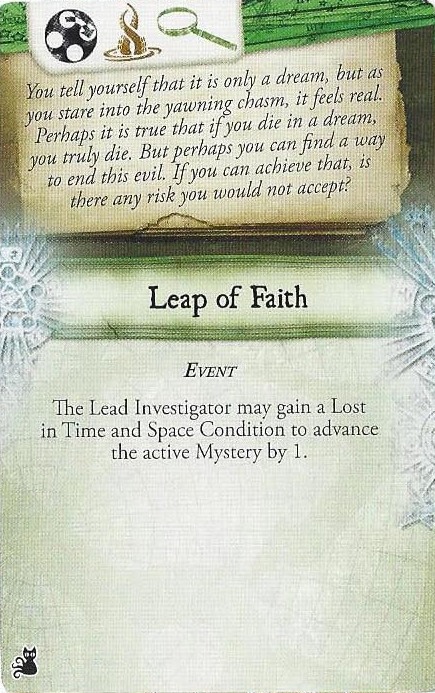 You tell yourself that it is only a dream, but as
you stare into the yawning chasm, it feels real.
Perhaps it is true that if you die in a dream,
you truly die. But perhaps you can find a way
to end this evil. If you can achieve that, is
there any risk you would not accept?
Leap of Faith
Event
The Lead Investigator may gain a Lost
in Time and Space Condition to advance
the active Mystery by 1.